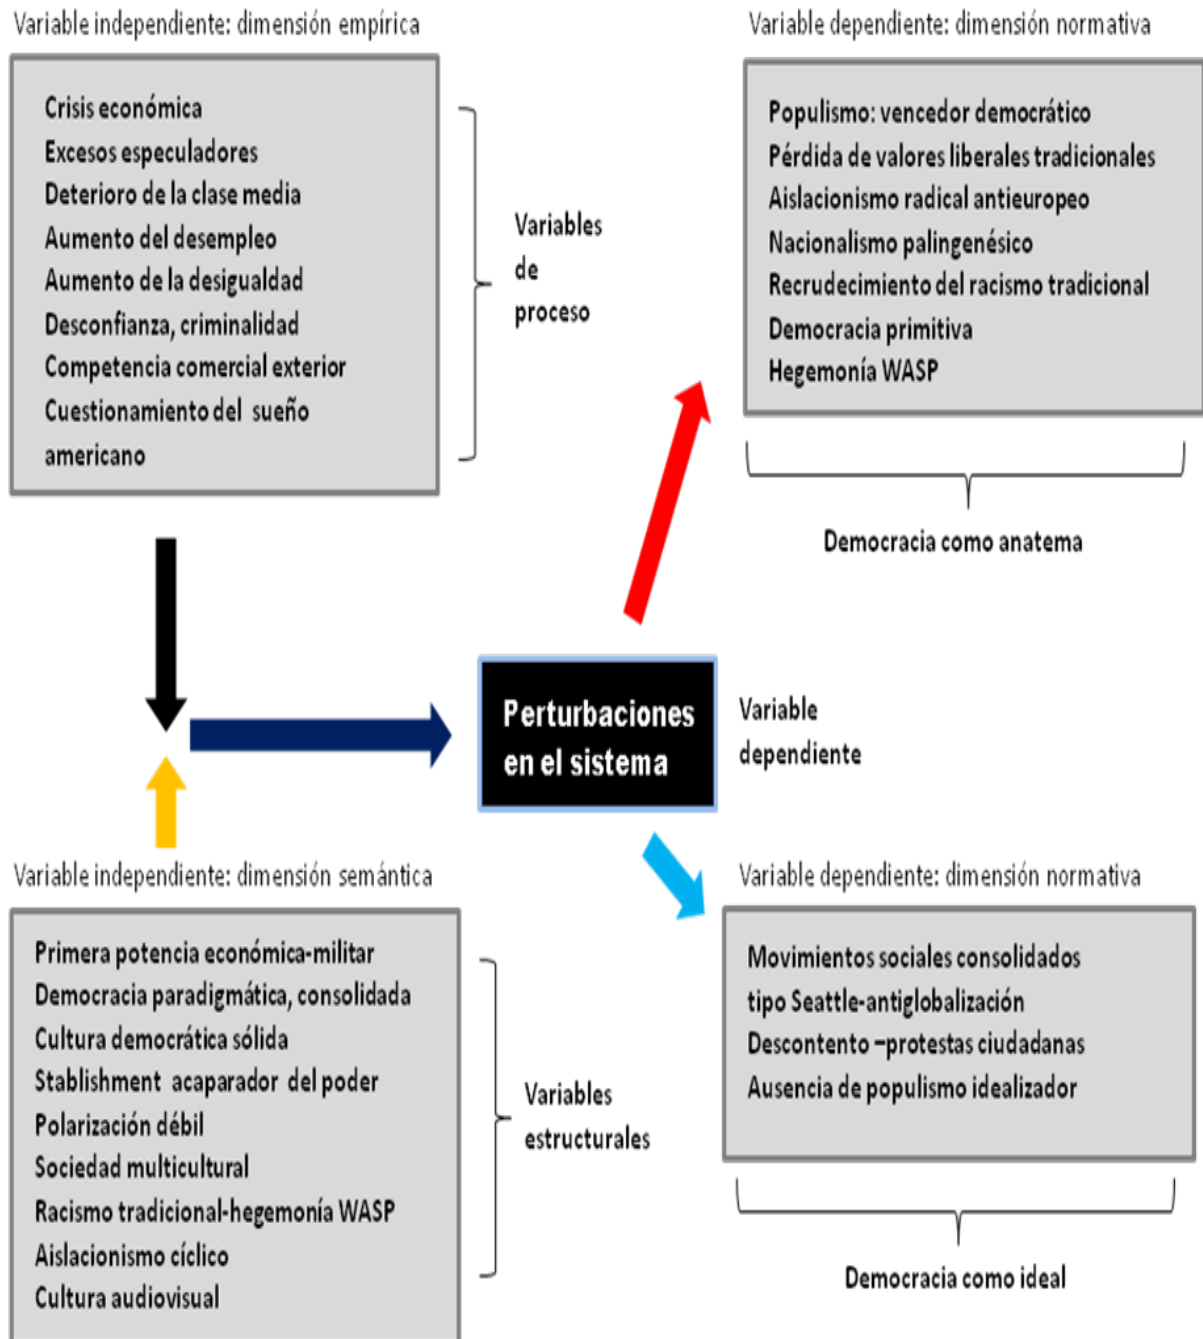 Variable independiente: dimensión empírica
Crisis económica
Excesos especuladores
Deterioro de la clase media
Aumento del desempleo
Aumento de la desigualdad
Desconfianza, criminalidad
Competencia comercial exterior
Cuestionamiento del sueño
americano
Variables
de
proceso
Variable dependiente: dimensión normativa
Populismo: vencedor democrático
Pérdida de valores liberales tradicionales
Aislacionismo radical antieuropeo
Nacionalismo palingenésico
Recrudecimiento del racismo tradicional
Democracia primitiva
Hegemonía WASP
Democracia como anatema
Perturbaciones
en el sistema
Variable
dependiente
Variable independiente: dimensión semántica
Primera potencia económica-militar
Democracia paradigmática, consolidada
Cultura democrática sólida
Stablishment acaparador del poder
Polarización débil
Sociedad multicultural
Racismo tradicional-hegemonía WASP
Aislacionismo cíclico
Cultura audiovisual
Variables
estructurales
Variable dependiente: dimensión normativa
Movimientos sociales consolidados
tipo Seattle-antiglobalización
Descontento –protestas ciudadanas
Ausencia de populismo idealizador
Democracia como ideal